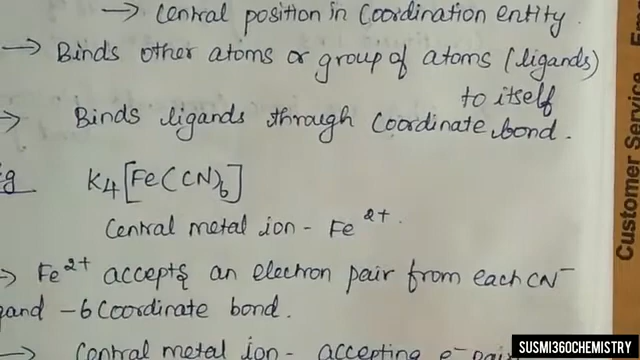 → Central position in Coordination entity.
→ Binds other atoms or group of atoms (ligands)
to itself
→ Binds ligands through Coordinate bond.
g K4[Fe(CN)6]
Central metal ion - Fe2+.
→ Fe2+ accepts an electron pair from each CN-
gand - 6 Coordinate bond.
→ Central metal ion - accepting e- pair
Customer Service
SUSMI360CHEMISTRY